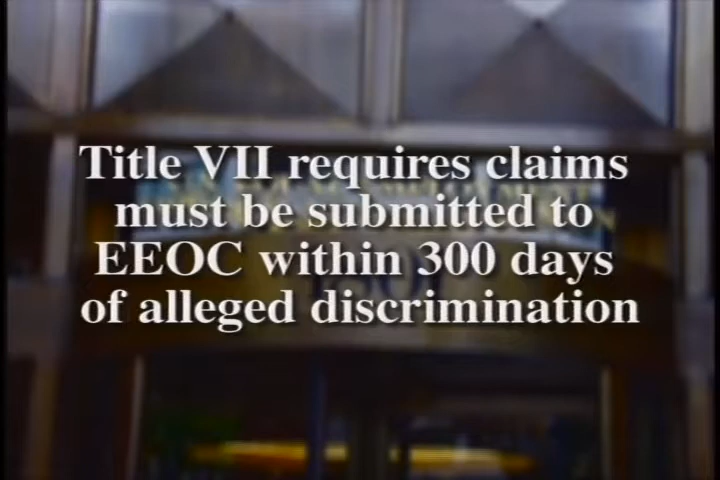 Title VII requires claims
must be submitted to
EEOC within 300 days
of alleged discrimination